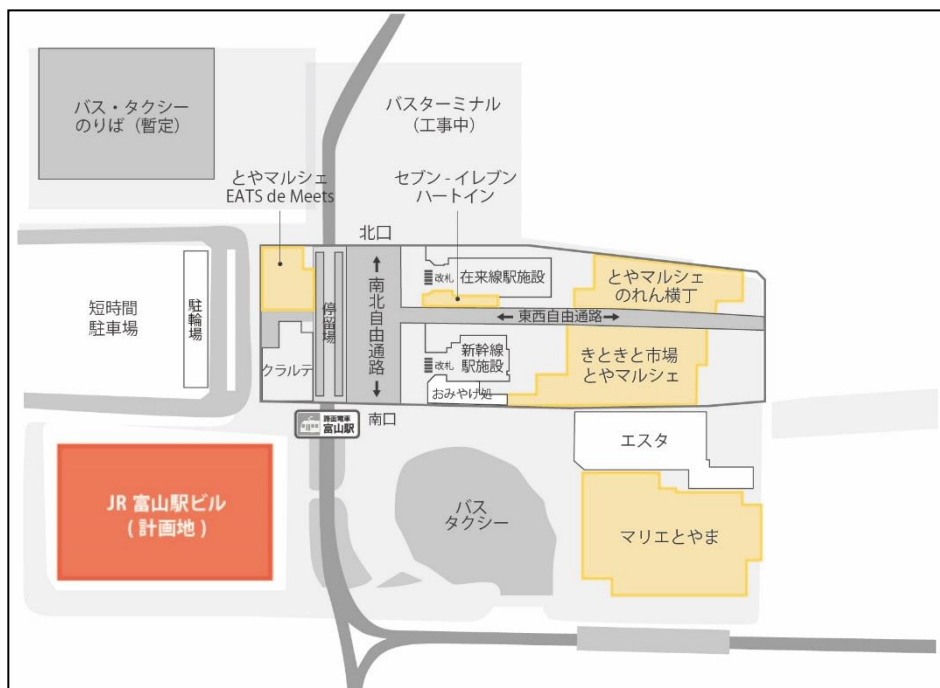 バス・タクシー
のりば（暫定）
バスターミナル
（工事中）
とやマルシェ
EATS de Meets
セブン - イレブン
ハートイン
北口
改札
在来線駅施設
とやマルシェ
のれん横丁
短時間
駐車場
駐輪場
停留場
南北自由通路
東西自由通路
クラルテ
改札
新幹線
駅施設
おみやげ処
きときと市場
とやマルシェ
路面電車
富山駅
南口
エスタ
JR 富山駅ビル
( 計画地 )
バス
タクシー
マリエとやま